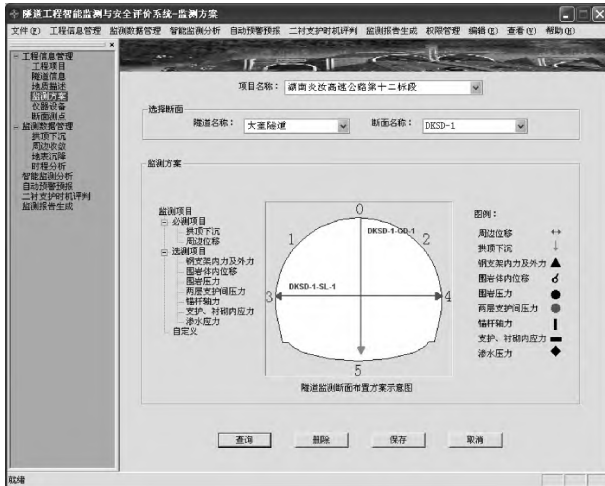 隧道工程智能监测与安全评价系统-监测方案
文件(F) 工程信息管理 监测数据管理 智能监测分析 自动预警预报 二衬支护时机评判 监测报告生成 权限管理 编辑(E) 查看(V) 帮助(H)
工程信息管理
工程项目
隧道信息
地质描述
监测方案
仪器设备
断面测点
监测数据管理
拱顶下沉
周边收敛
地表沉降
时程分析
智能监测分析
自动预警预报
二衬支护时机评判
监测报告生成
项目名称: 湖南炎汝高速公路第十二标段
选择断面
隧道名称: 大莖隧道 断面名称: DKSD-1
监测方案
监测项目
必测项目
拱顶下沉
周边位移
选测项目
钢支架内力及外力
围岩体内位移
围岩压力
两层支护间压力
锚杆轴力
支护、衬砌内应力
渗水压力
自定义
0
1
2
3
4
5
DKSD-1-GD-1
DKSD-1-SL-1
隧道监测断面布置方案示意图
图例:
周边位移
拱顶下沉
钢支架内力及外力
围岩体内位移
围岩压力
两层支护间压力
锚杆轴力
支护、衬砌内应力
渗水压力
查询 删除 保存 取消
就绪